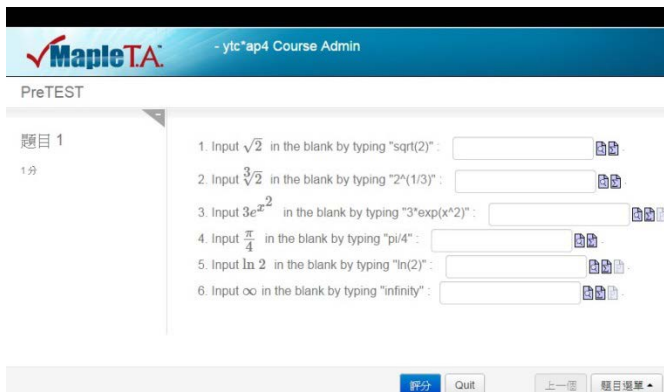 MapleT.A.
- ytc*ap4 Course Admin
PreTEST
題目 1
1 分
1. Input √2 in the blank by typing "sqrt(2)" :
2. Input ∛2 in the blank by typing "2^(1/3)" :
3. Input 3e^{x^2} in the blank by typing "3*exp(x^2)" :
4. Input π/4 in the blank by typing "pi/4" :
5. Input ln 2 in the blank by typing "ln(2)" :
6. Input ∞ in the blank by typing "infinity" :
評分 Quit 上一個 題目選單